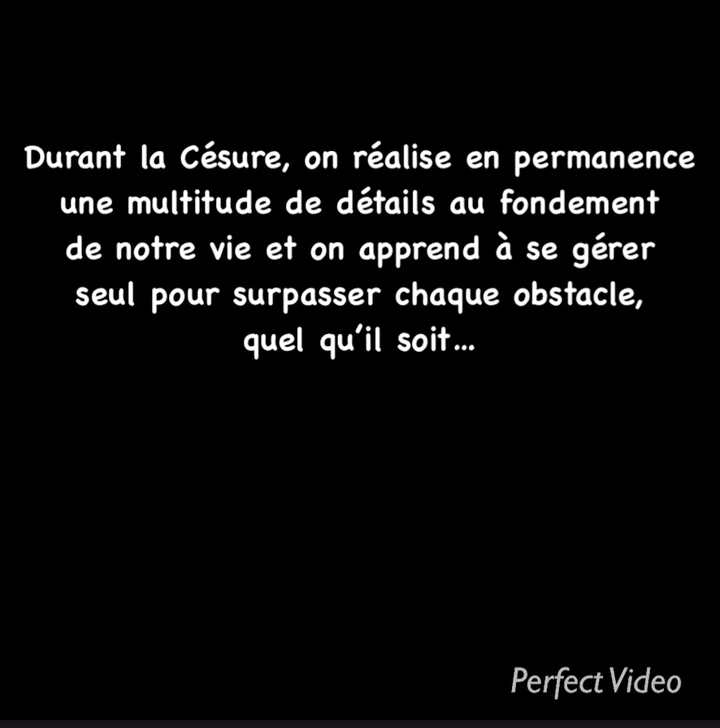 Durant la Césure, on réalise en permanence
une multitude de détails au fondement
de notre vie et on apprend à se gérer
seul pour surpasser chaque obstacle,
quel qu'il soit...
Perfect Video